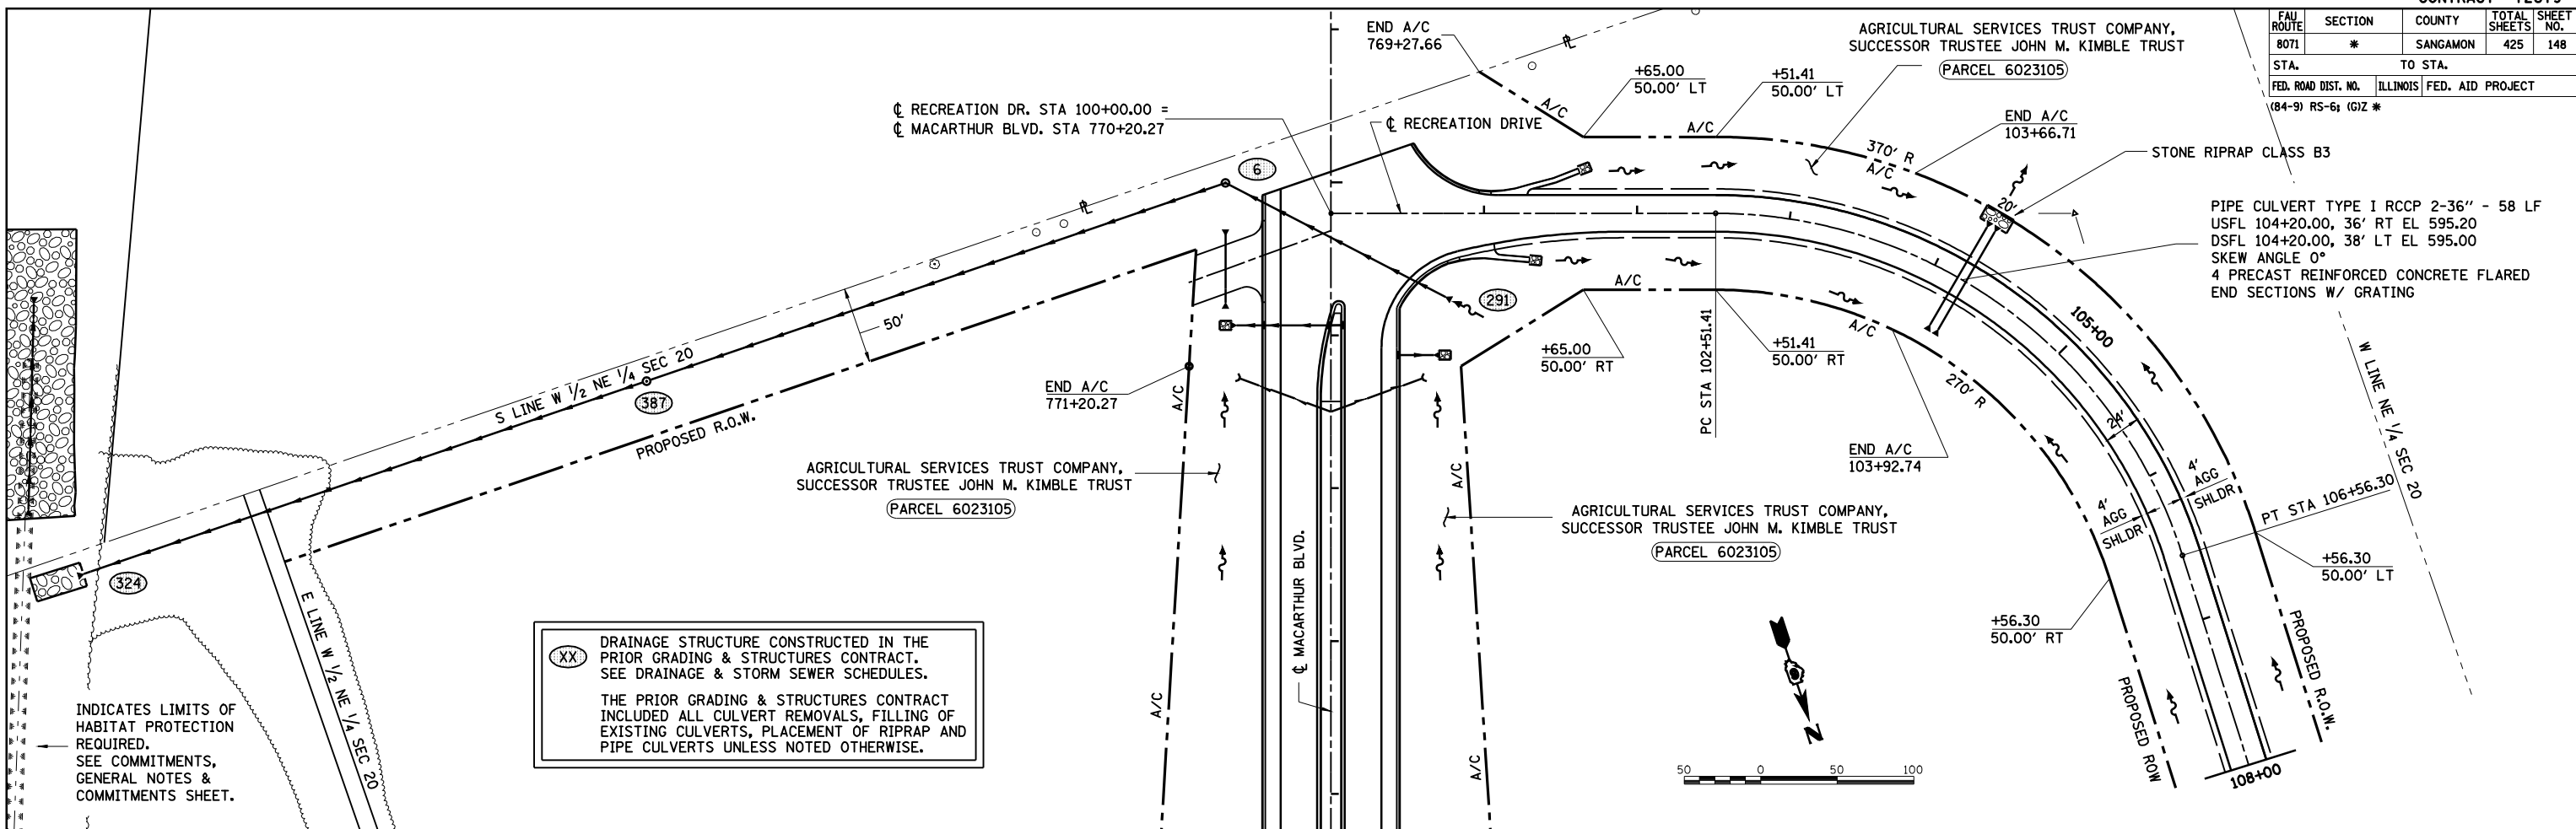 FAU ROUTE
SECTION
COUNTY
TOTAL SHEETS
SHEET NO.
8071
*
SANGAMON
425
148
STA.
TO STA.
FED. ROAD DIST. NO.
ILLINOIS
FED. AID PROJECT
(84-9) RS-6; (G)Z *
END A/C
769+27.66
AGRICULTURAL SERVICES TRUST COMPANY,
SUCCESSOR TRUSTEE JOHN M. KIMBLE TRUST
PARCEL 6023105
+65.00
50.00' LT
+51.41
50.00' LT
℄ RECREATION DR. STA 100+00.00 =
℄ MACARTHUR BLVD. STA 770+20.27
℄ RECREATION DRIVE
A/C
A/C
370' R
A/C
END A/C
103+66.71
STONE RIPRAP CLASS B3
20'
PIPE CULVERT TYPE I RCCP 2-36" - 58 LF
USFL 104+20.00, 36' RT EL 595.20
DSFL 104+20.00, 38' LT EL 595.00
SKEW ANGLE 0°
4 PRECAST REINFORCED CONCRETE FLARED
END SECTIONS W/ GRATING
6
291
50'
A/C
A/C
105+00
+65.00
50.00' RT
PC STA 102+51.41
+51.41
50.00' RT
W LINE NE 1/4 SEC 20
S LINE W 1/2 NE 1/4 SEC 20
387
PROPOSED R.O.W.
END A/C
771+20.27
A/C
270' R
24'
END A/C
103+92.74
4'
AGG
SHLDR
4'
AGG
SHLDR
PT STA 106+56.30
AGRICULTURAL SERVICES TRUST COMPANY,
SUCCESSOR TRUSTEE JOHN M. KIMBLE TRUST
PARCEL 6023105
A/C
AGRICULTURAL SERVICES TRUST COMPANY,
SUCCESSOR TRUSTEE JOHN M. KIMBLE TRUST
PARCEL 6023105
℄ MACARTHUR BLVD.
+56.30
50.00' LT
+56.30
50.00' RT
324
E LINE W 1/2 NE 1/4 SEC 20
XX
DRAINAGE STRUCTURE CONSTRUCTED IN THE
PRIOR GRADING & STRUCTURES CONTRACT.
SEE DRAINAGE & STORM SEWER SCHEDULES.
THE PRIOR GRADING & STRUCTURES CONTRACT
INCLUDED ALL CULVERT REMOVALS, FILLING OF
EXISTING CULVERTS, PLACEMENT OF RIPRAP AND
PIPE CULVERTS UNLESS NOTED OTHERWISE.
INDICATES LIMITS OF
HABITAT PROTECTION
REQUIRED.
SEE COMMITMENTS,
GENERAL NOTES &
COMMITMENTS SHEET.
A/C
A/C
N
50
0
50
100
PROPOSED ROW
PROPOSED R.O.W.
108+00